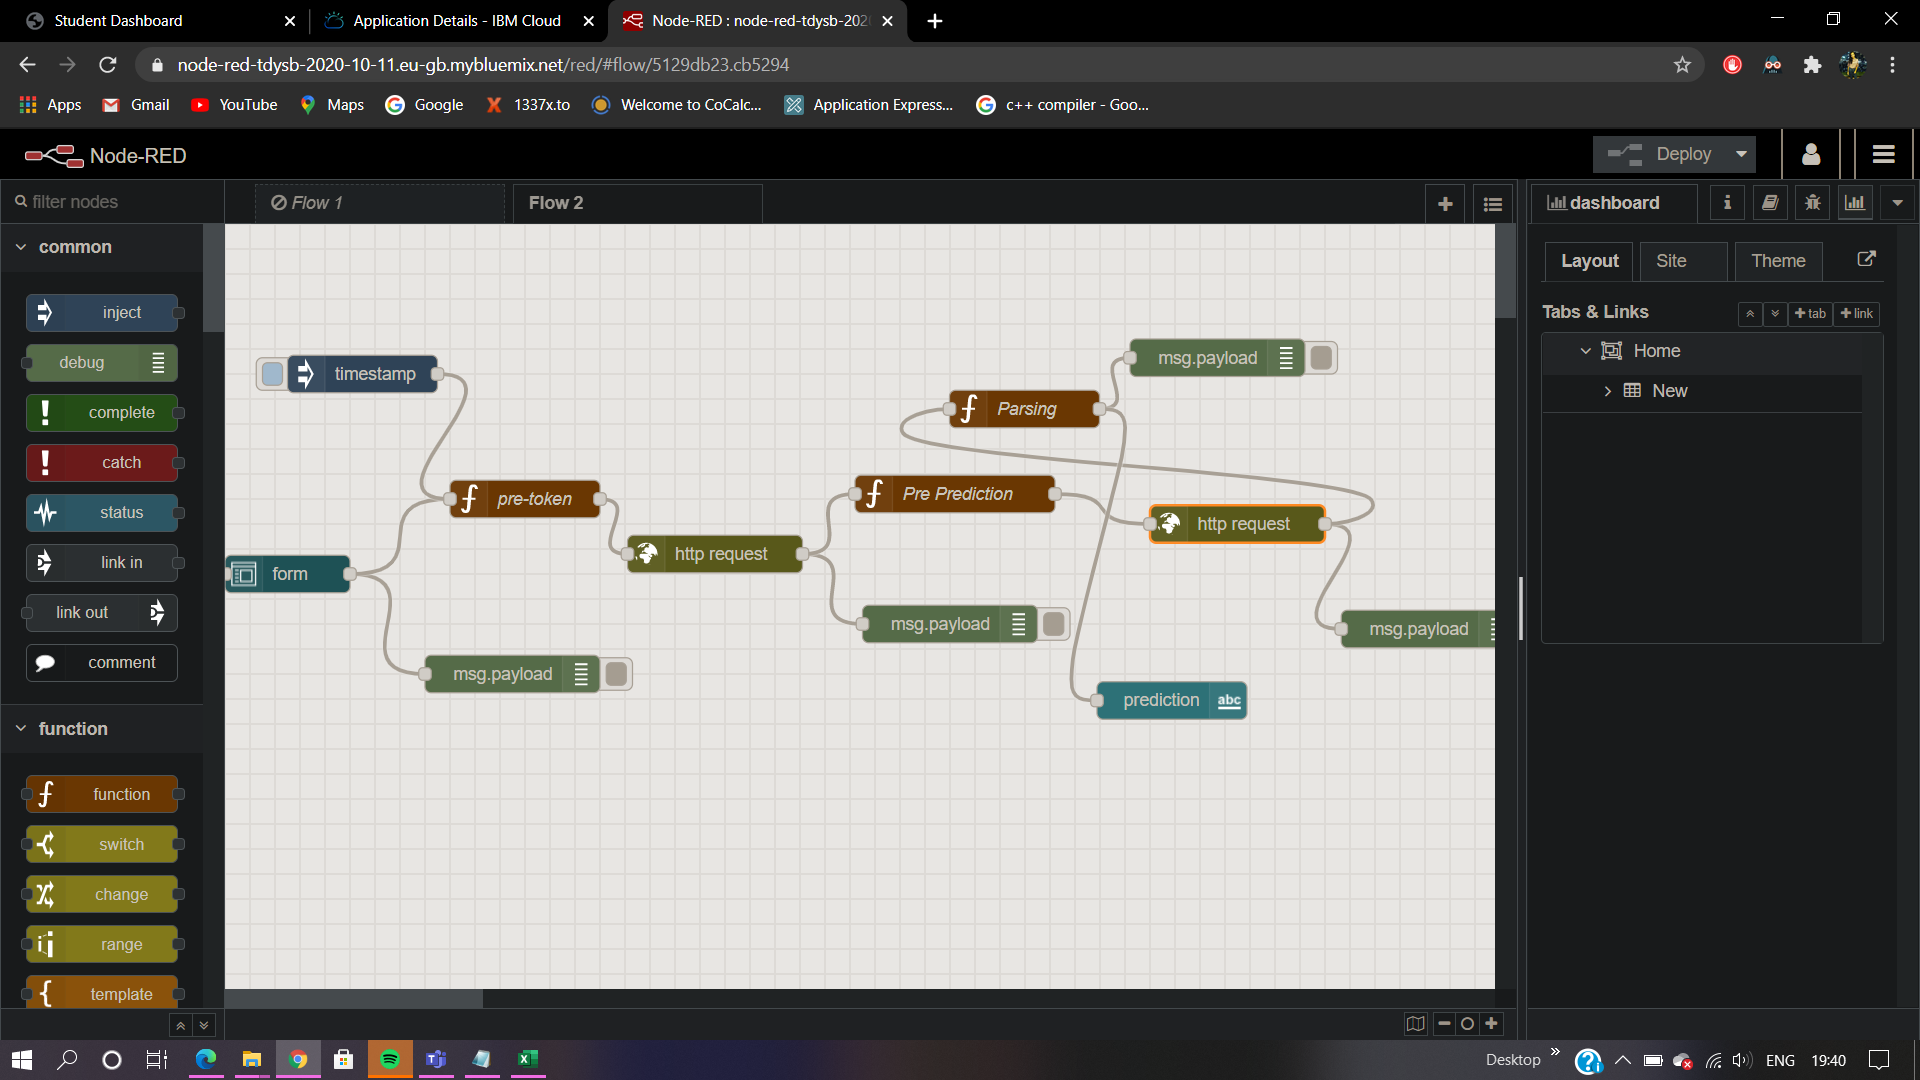 Student Dashboard
Application Details - IBM Cloud
Node-RED : node-red-tdysb-202
node-red-tdysb-2020-10-11.eu-gb.mybluemix.net/red/#flow/5129db23.cb5294
Apps
Gmail
YouTube
Maps
Google
1337x.to
Welcome to CoCalc...
Application Express...
c++ compiler - Goo...
Node-RED
Deploy
filter nodes
Flow 1
Flow 2
dashboard
i
common
Layout
Site
Theme
inject
Tabs & Links
tab
link
debug
timestamp
msg.payload
Home
complete
Parsing
New
catch
pre-token
Pre Prediction
status
http request
http request
link in
form
link out
msg.payload
msg.payload
comment
msg.payload
prediction
abc
function
function
switch
change
range
template
Desktop
ENG
19:40